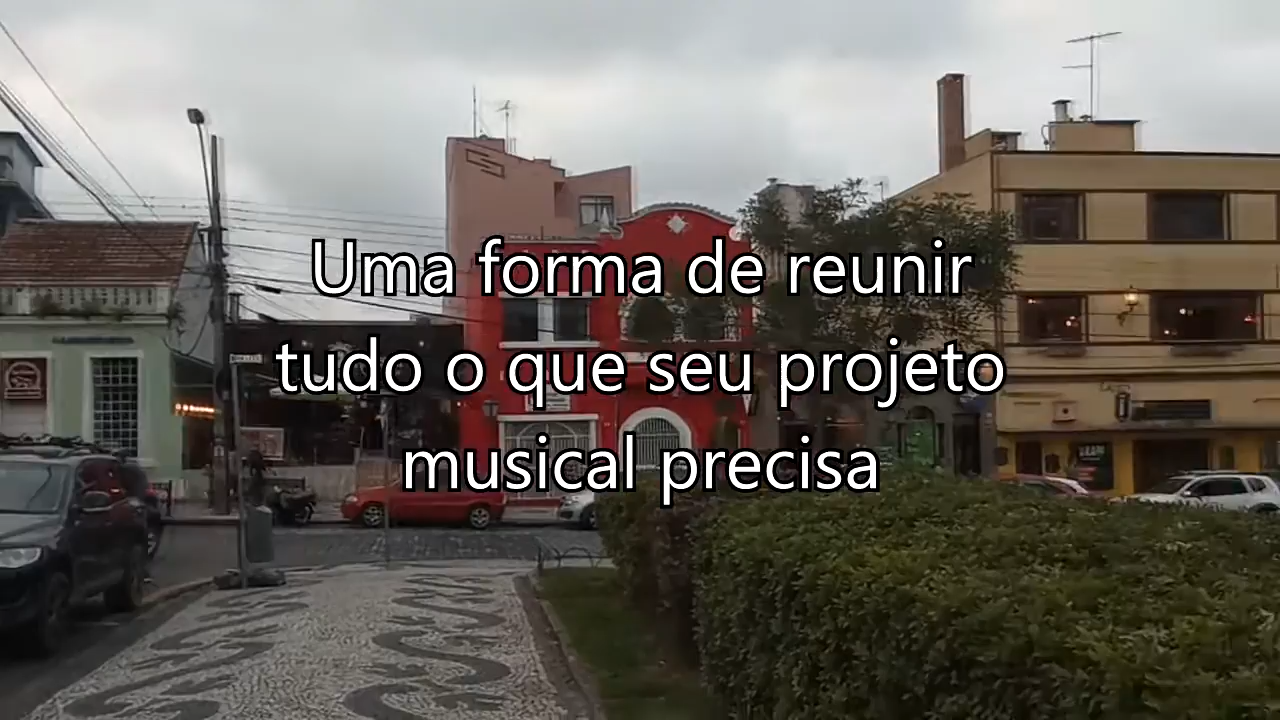 Uma forma de reunir
tudo o que seu projeto
musical precisa